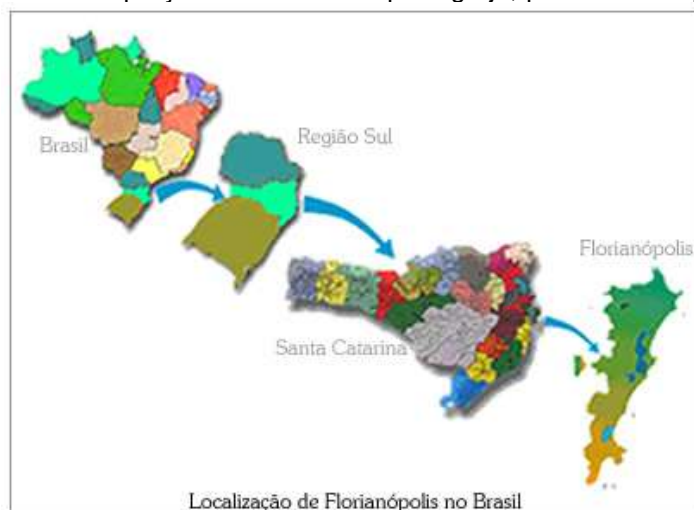 Brasil
Região Sul
Florianópolis
Santa Catarina
Localização de Florianópolis no Brasil